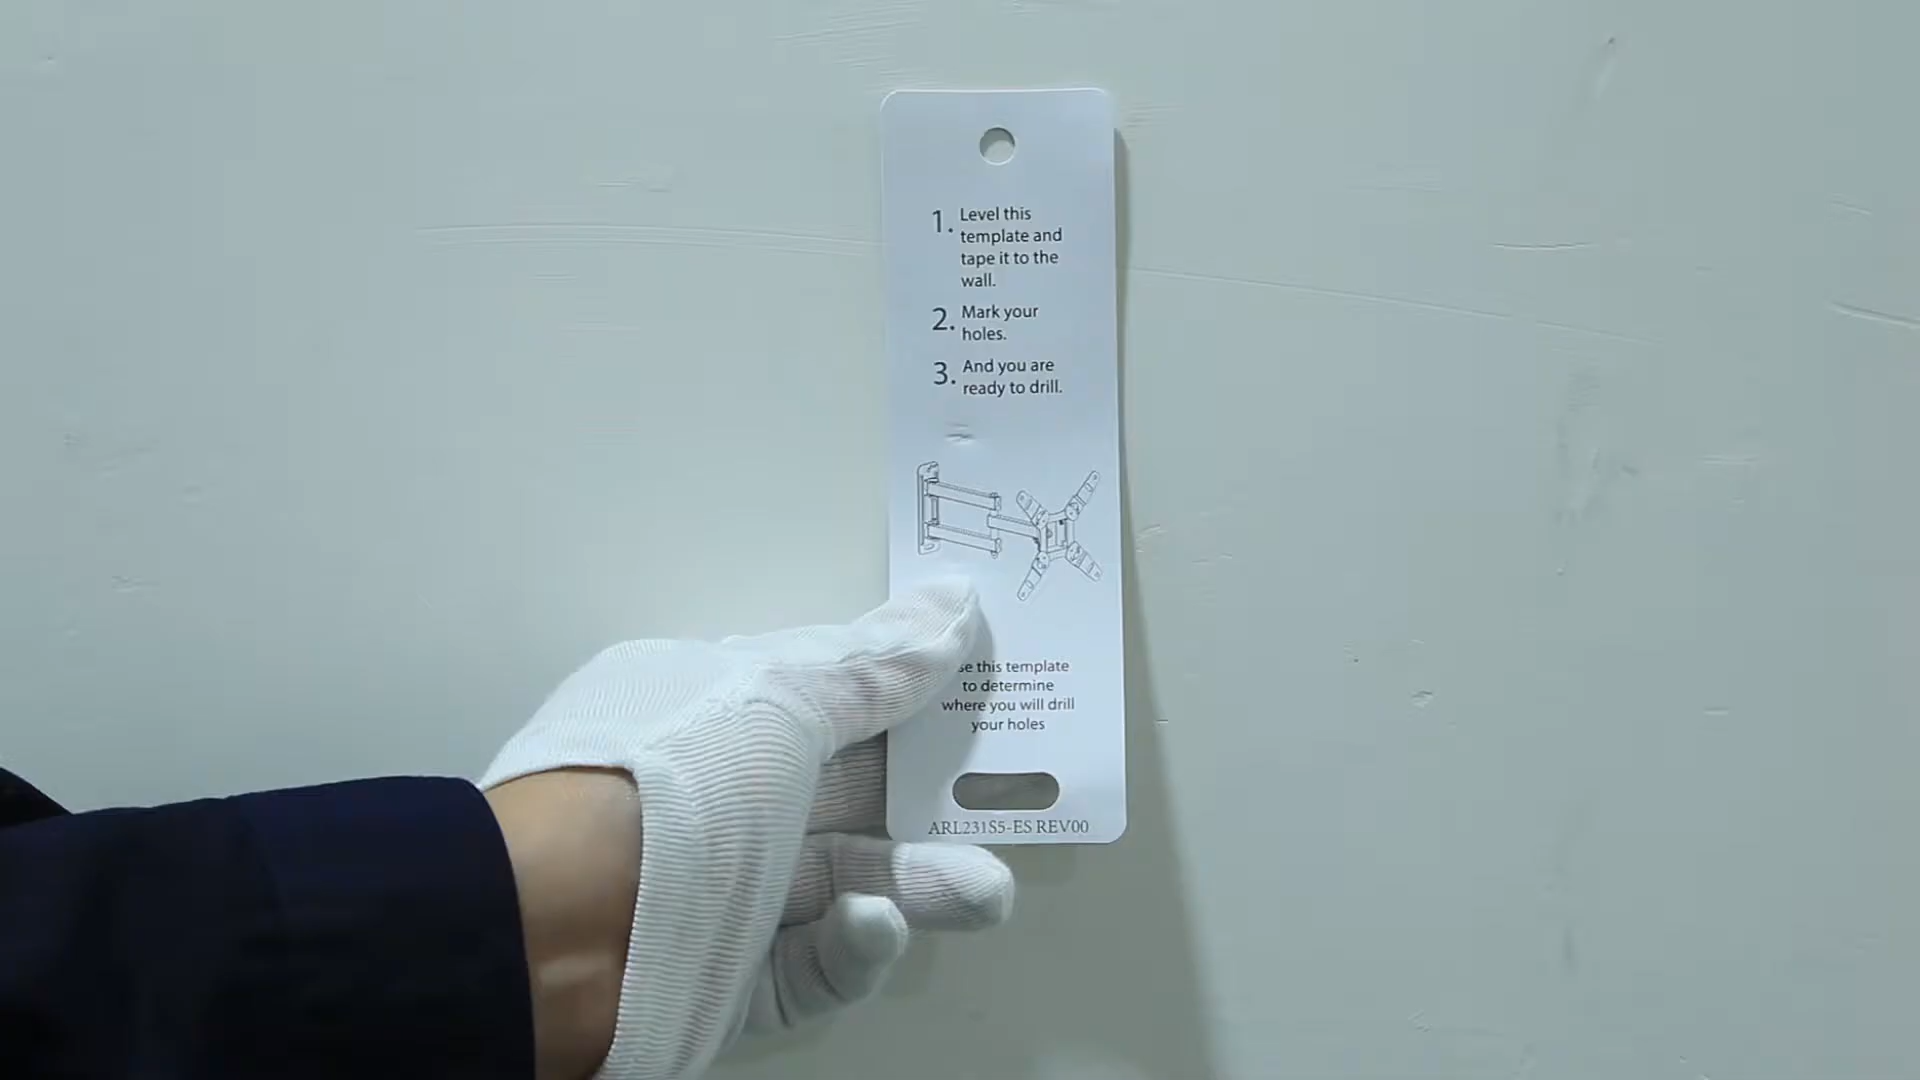 1. Level this
template and
tape it to the
wall.
2. Mark your
holes.
3. And you are
ready to drill.
this template
to determine
where you will drill
your holes
ARL231S5-ES REV00